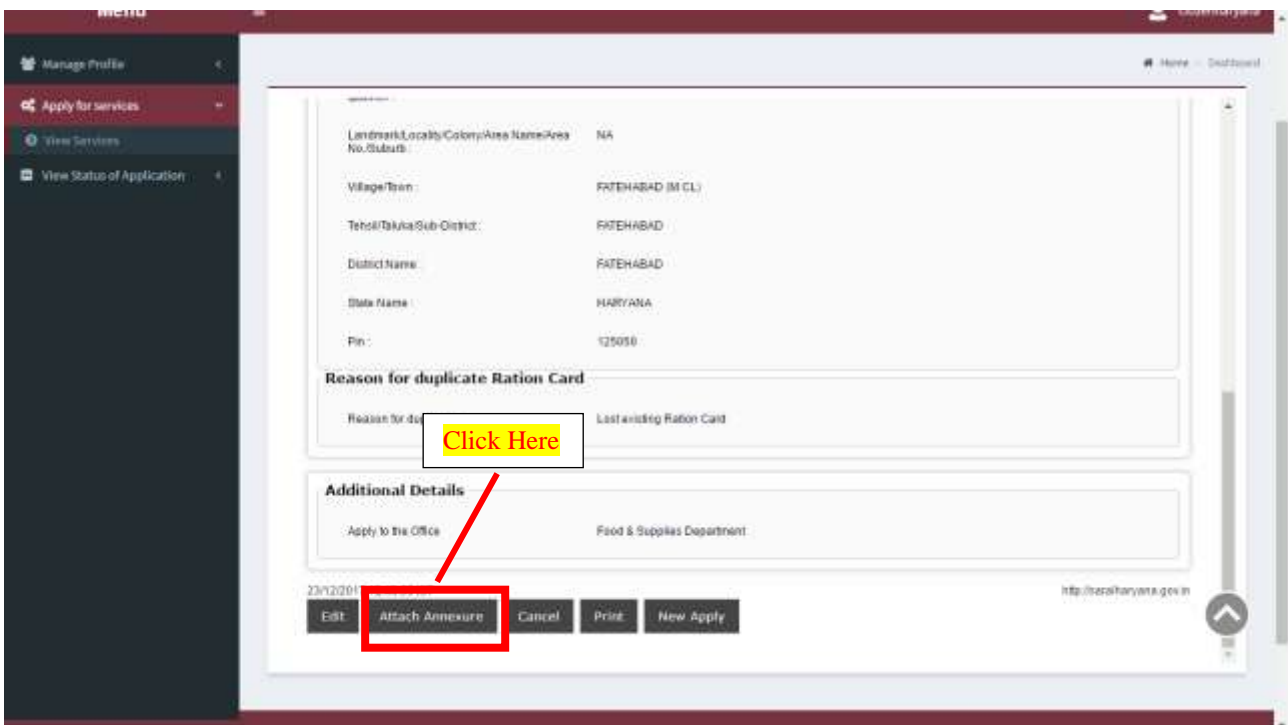 Menu
Manage Profile
Home Dashboard
Apply for services
View Services
View Status of Application
Landmark/Locality/Colony/Area Name/Area No./Suburb : NA
Village/Town : FATEHABAD (M CL)
Tehsil/Taluka/Sub-District : FATEHABAD
District Name : FATEHABAD
State Name : HARYANA
Pin : 125050
Reason for duplicate Ration Card
Reason for Lost existing Ration Card
Click Here
Additional Details
Apply to the Office Food & Supplies Department
http://saralharyana.gov.in
Edit Attach Annexure Cancel Print New Apply